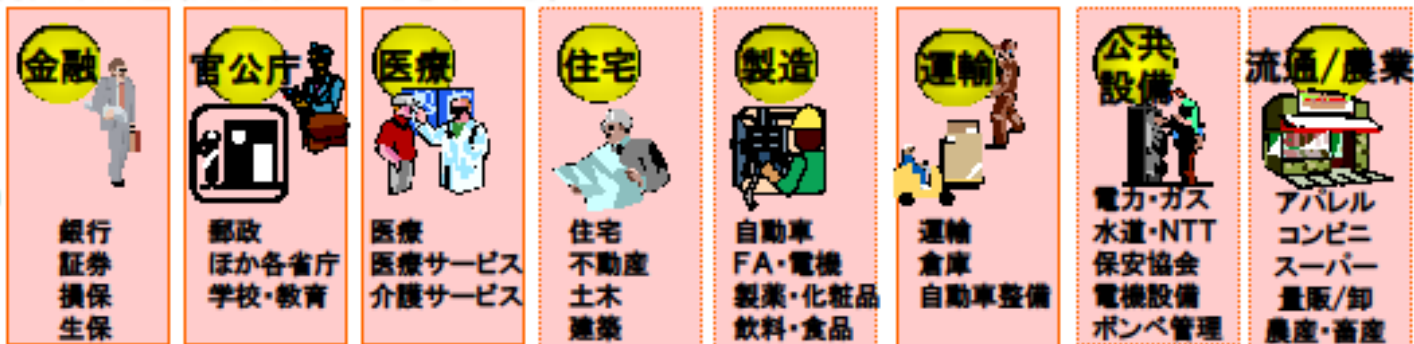 金融
銀行
証券
損保
生保
官公庁
郵政
ほか各省庁
学校・教育
医療
医療
医療サービス
介護サービス
住宅
住宅
不動産
土木
建築
製造
自動車
FA・電機
製薬・化粧品
飲料・食品
運輸
運輸
倉庫
自動車整備
公共
設備
電力・ガス
水道・NTT
保安協会
電機設備
ボンベ管理
流通/農業
アパレル
コンビニ
スーパー
量販/卸
農産・畜産